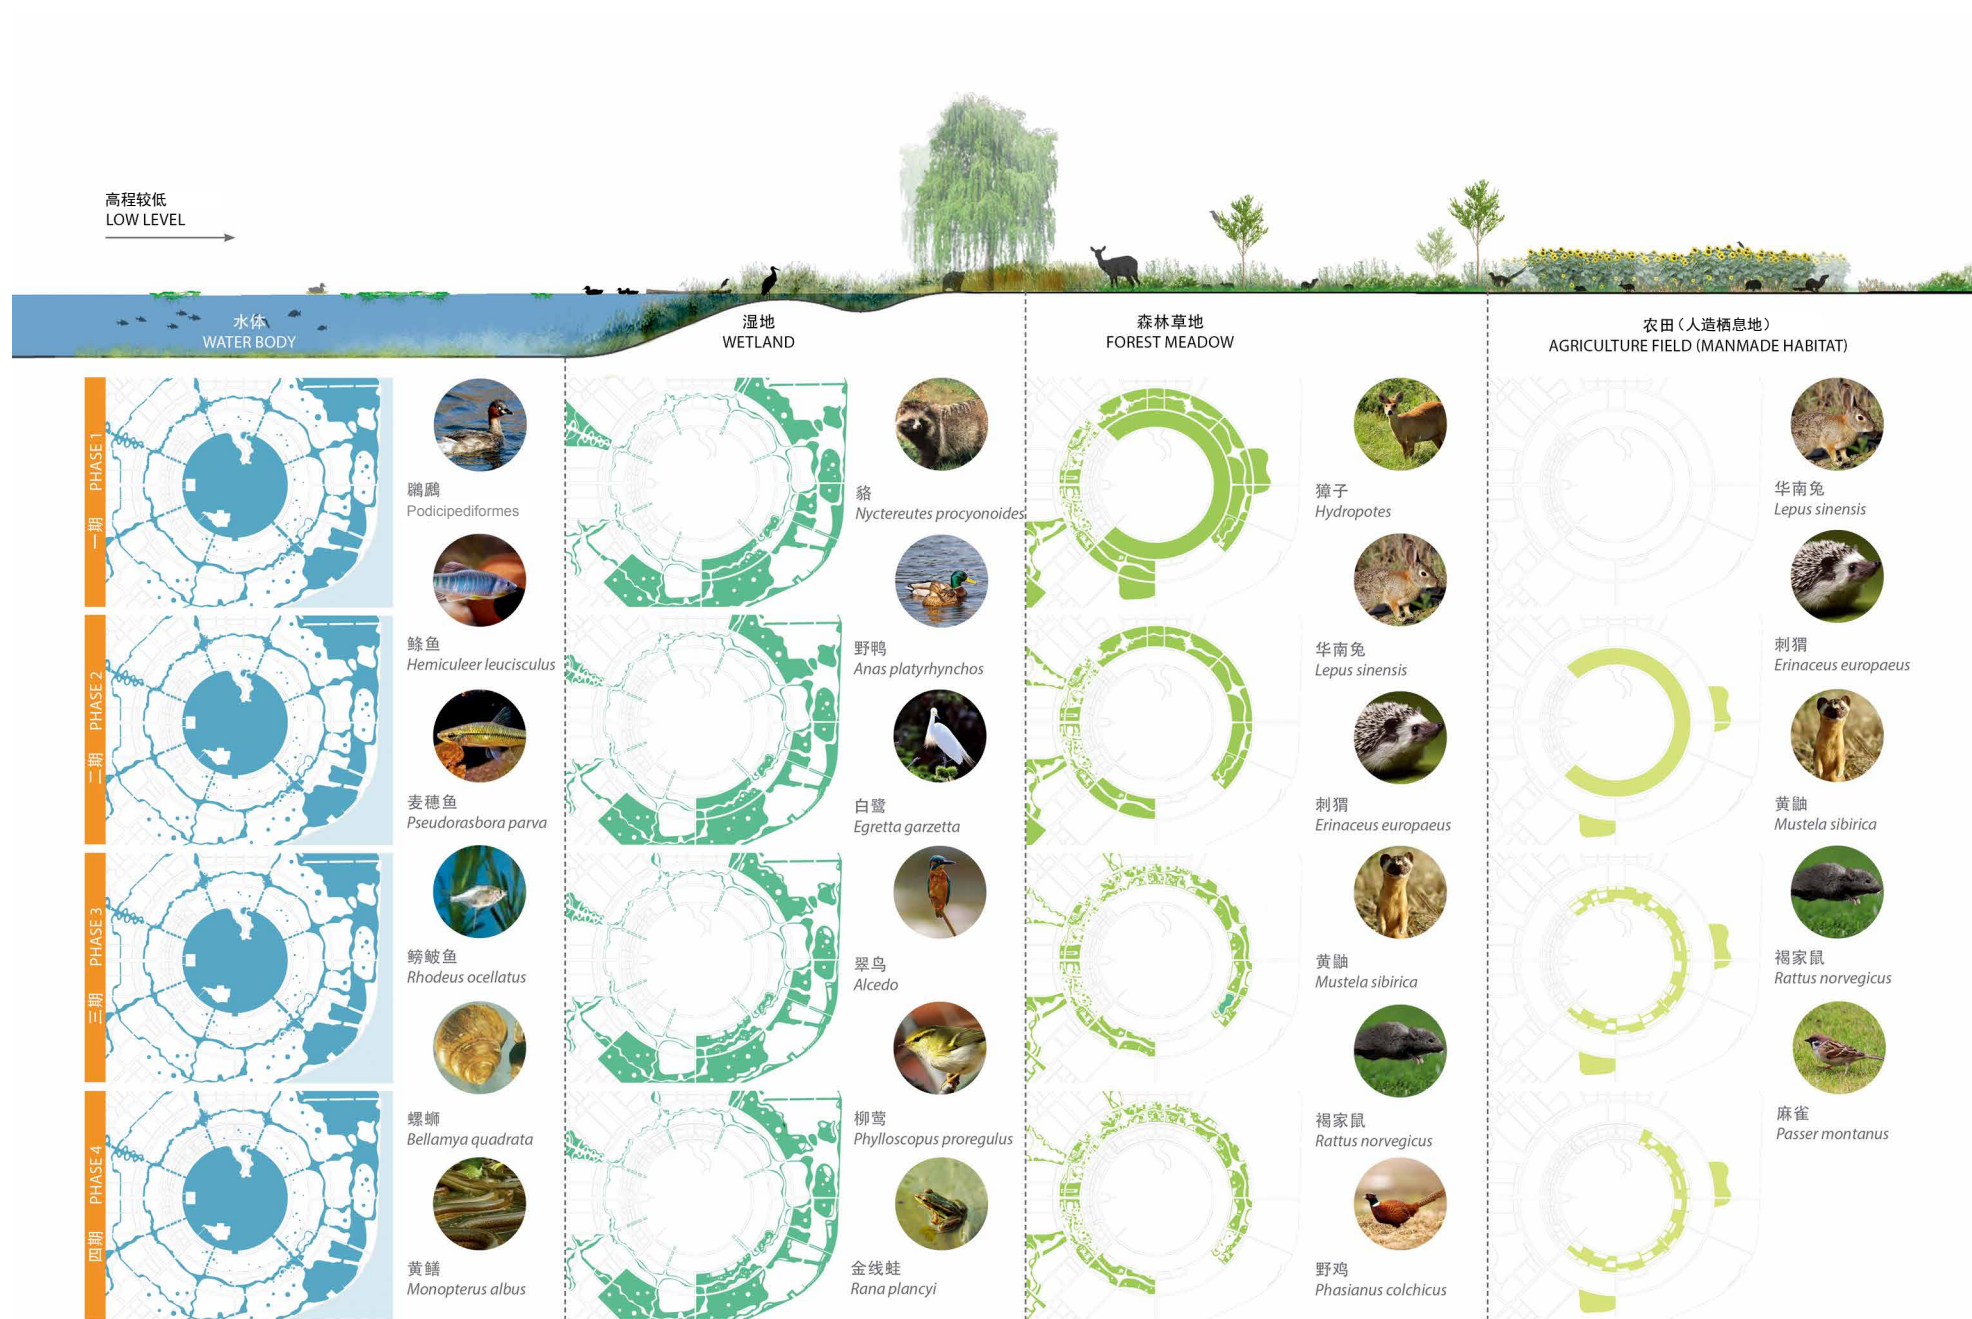 高程较低
LOW LEVEL
水体
WATER BODY
湿地
WETLAND
森林草地
FOREST MEADOW
农田（人造栖息地）
AGRICULTURE FIELD (MANMADE HABITAT)
一期 PHASE 1
二期 PHASE 2
三期 PHASE 3
四期 PHASE 4
鸊鷉
Podicipediformes
鲦鱼
Hemiculeer leucisculus
麦穗鱼
Pseudorasbora parva
鳑鲏鱼
Rhodeus ocellatus
螺蛳
Bellamya quadrata
黄鳝
Monopterus albus
貉
Nyctereutes procyonoides
野鸭
Anas platyrhynchos
白鹭
Egretta garzetta
翠鸟
Alcedo
柳莺
Phylloscopus proregulus
金线蛙
Rana plancyi
獐子
Hydropotes
华南兔
Lepus sinensis
刺猬
Erinaceus europaeus
黄鼬
Mustela sibirica
褐家鼠
Rattus norvegicus
野鸡
Phasianus colchicus
华南兔
Lepus sinensis
刺猬
Erinaceus europaeus
黄鼬
Mustela sibirica
褐家鼠
Rattus norvegicus
麻雀
Passer montanus